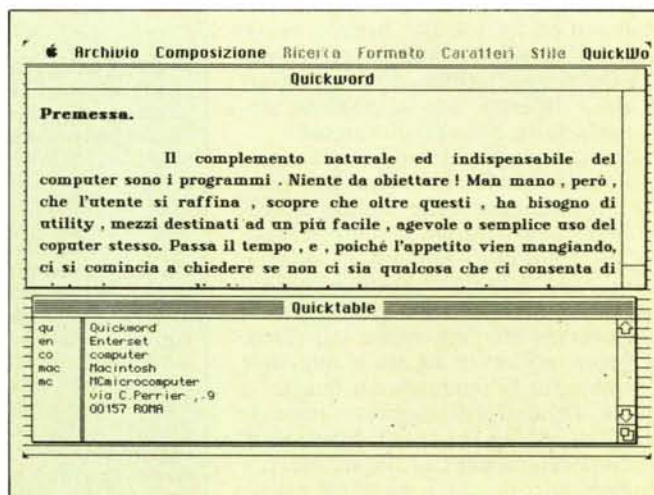 Archivio Composizione Ricerca Formato Caratteri Stile QuickWo
Quickword
Premessa.
Il complemento naturale ed indispensabile del
computer sono i programmi . Niente da obiettare ! Man mano , però ,
che l'utente si raffina , scopre che oltre questi , ha bisogno di
utility , mezzi destinati ad un più facile , agevole o semplice uso del
coputer stesso. Passa il tempo , e , poiché l'appetito vien mangiando,
ci si comincia a chiedere se non ci sia qualcosa che ci consenta di
Quicktable
qu Quickword
en Enterset
co computer
mac Macintosh
mc MCmicrocomputer
via C.Perrier ,.9
00157 ROMA